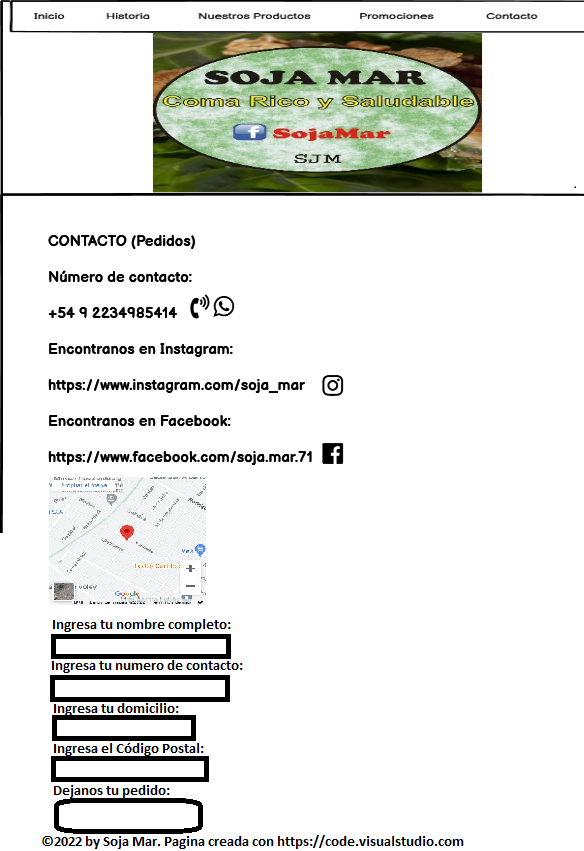 Inicio Historia Nuestros Productos Promociones Contacto
SOJA MAR
Coma Rico y Saludable
f SojaMar
SJM
CONTACTO (Pedidos)
Número de contacto:
+54 9 2234985414
Encontranos en Instagram:
https://www.instagram.com/soja_mar
Encontranos en Facebook:
https://www.facebook.com/soja.mar.71
Ampliar el mapa
Google
Ingresa tu nombre completo:
Ingresa tu numero de contacto:
Ingresa tu domicilio:
Ingresa el Código Postal:
Dejanos tu pedido:
©2022 by Soja Mar. Pagina creada con https://code.visualstudio.com